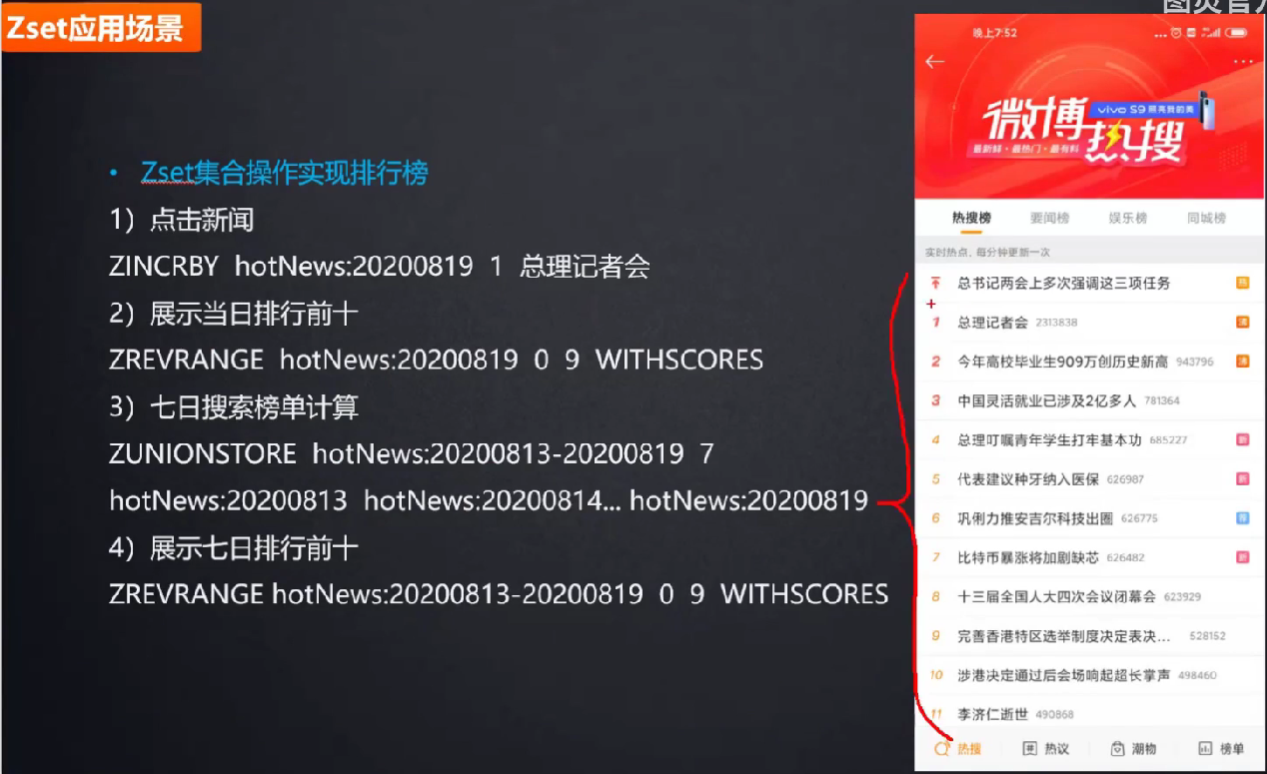 Zset应用场景
• Zset集合操作实现排行榜
1）点击新闻
ZINCRBY hotNews:20200819 1 总理记者会
2）展示当日排行前十
ZREVRANGE hotNews:20200819 0 9 WITHSCORES
3）七日搜索榜单计算
ZUNIONSTORE hotNews:20200813-20200819 7
hotNews:20200813 hotNews:20200814... hotNews:20200819
4）展示七日排行前十
ZREVRANGE hotNews:20200813-20200819 0 9 WITHSCORES
晚上7:52
微博热搜
最新鲜·最热门·最有料
热搜榜 要闻榜 娱乐榜 同城榜
实时热点，每分钟更新一次
总书记两会上多次强调这三项任务 热
1 总理记者会 2313838 沸
2 今年高校毕业生909万创历史新高 943796 沸
3 中国灵活就业已涉及2亿多人 781364
4 总理叮嘱青年学生打牢基本功 685227 新
5 代表建议种牙纳入医保 626987 新
6 巩俐力推安吉尔科技出圈 626775 荐
7 比特币暴涨将加剧缺芯 626482 新
8 十三届全国人大四次会议闭幕会 623929
9 完善香港特区选举制度决定表决... 528152
10 涉港决定通过后会场响起超长掌声 498460
11 李济仁逝世 490868
热搜 热议 潮物 榜单